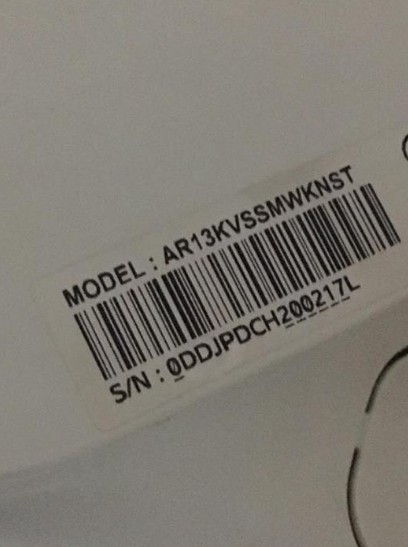 MODEL : AR13KVSSMWKNST
S/N : 0DDJPDCH200217L